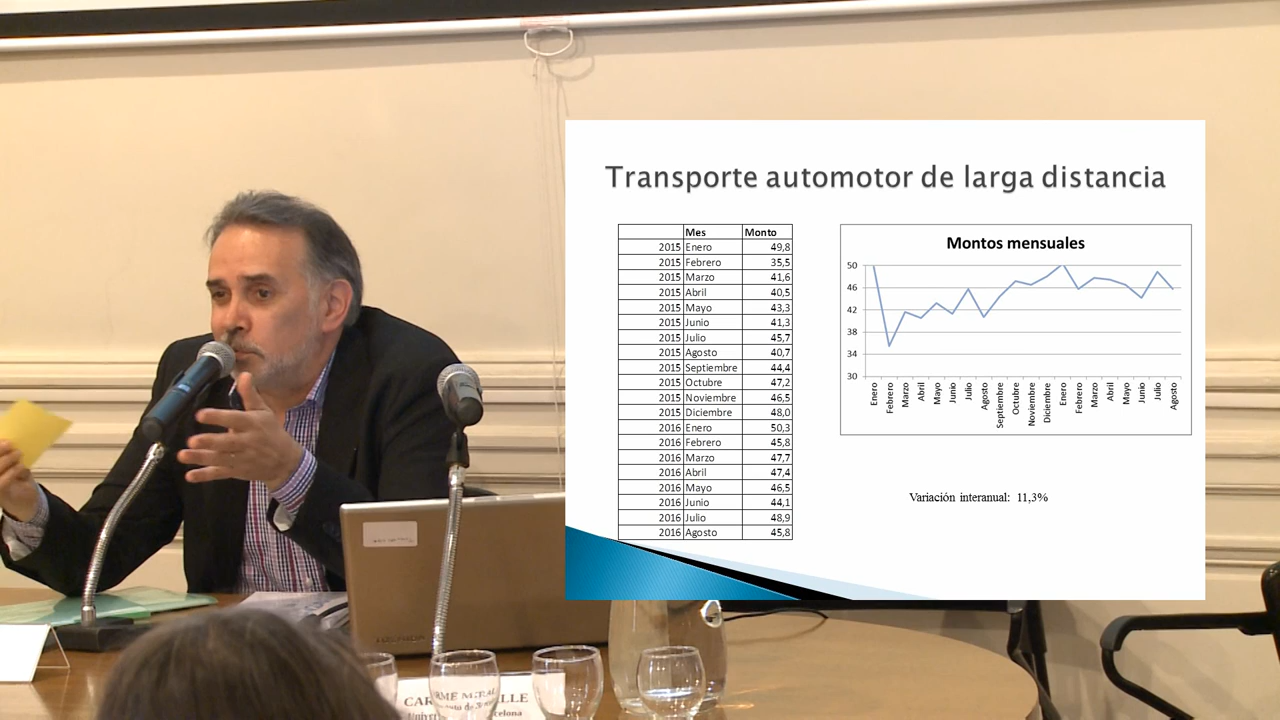 Transporte automotor de larga distancia
Mes Monto
2015 Enero 49,8
2015 Febrero 35,5
2015 Marzo 41,6
2015 Abril 40,5
2015 Mayo 43,3
2015 Junio 41,3
2015 Julio 45,7
2015 Agosto 40,7
2015 Septiembre 44,4
2015 Octubre 47,2
2015 Noviembre 46,5
2015 Diciembre 48,0
2016 Enero 50,3
2016 Febrero 45,8
2016 Marzo 47,7
2016 Abril 47,4
2016 Mayo 46,5
2016 Junio 44,1
2016 Julio 48,9
2016 Agosto 45,8
Montos mensuales
50
46
42
38
34
30
Enero
Febrero
Marzo
Abril
Mayo
Junio
Julio
Agosto
Septiembre
Octubre
Noviembre
Diciembre
Enero
Febrero
Marzo
Abril
Mayo
Junio
Julio
Agosto
Variación interanual: 11,3%